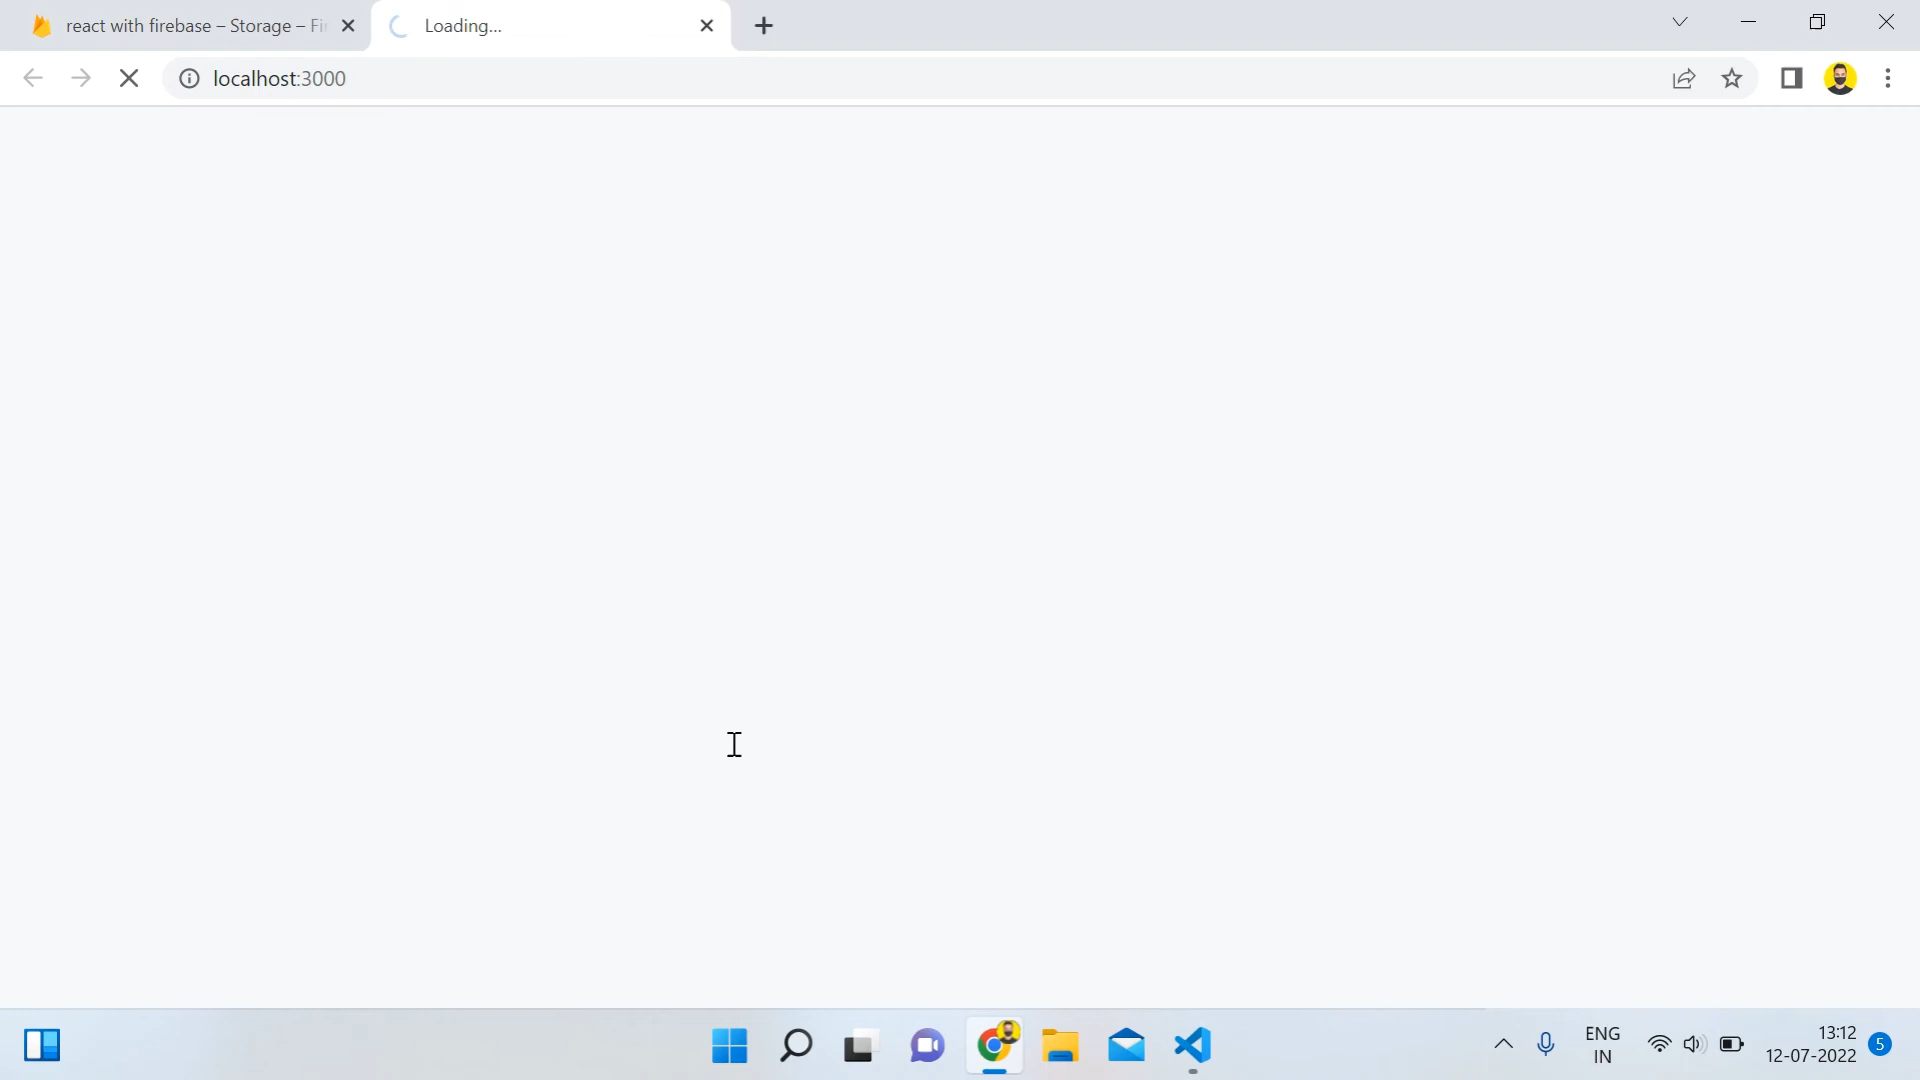 react with firebase – Storage – Fi
Loading...
localhost:3000
ENG
IN
13:12
12-07-2022
5